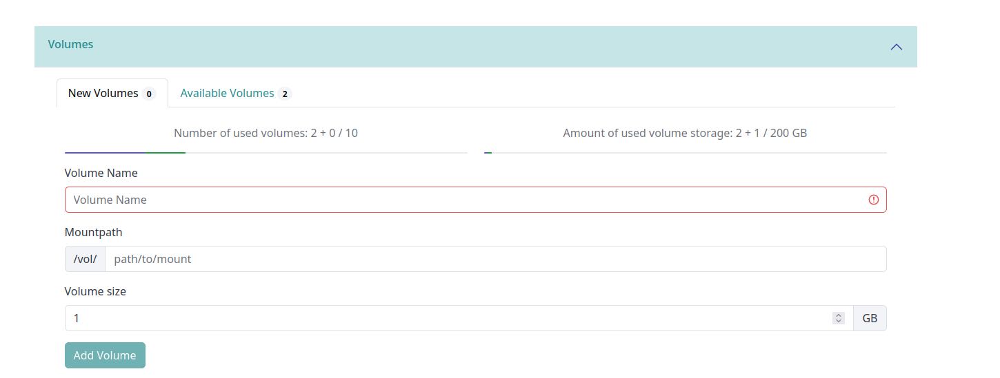 Volumes
New Volumes 0 Available Volumes 2
Number of used volumes: 2 + 0 / 10 Amount of used volume storage: 2 + 1 / 200 GB
Volume Name
Volume Name
Mountpath
/vol/ path/to/mount
Volume size
1 GB
Add Volume